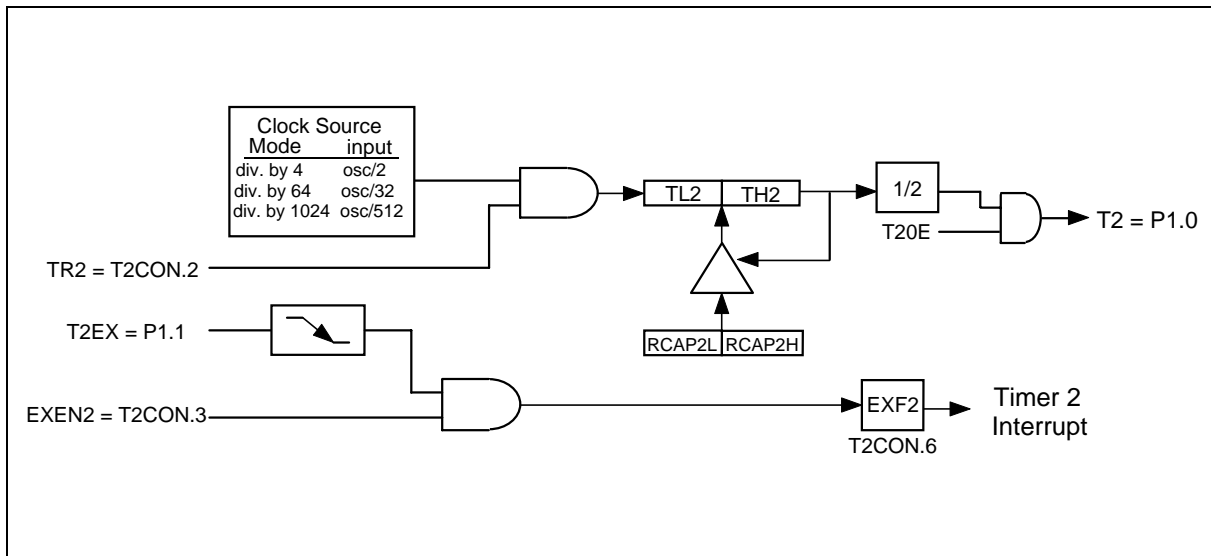 Clock Source
Mode input
div. by 4 osc/2
div. by 64 osc/32
div. by 1024 osc/512
TL2 TH2
1/2
T20E
T2 = P1.0
TR2 = T2CON.2
T2EX = P1.1
RCAP2L RCAP2H
EXEN2 = T2CON.3
EXF2
T2CON.6
Timer 2
Interrupt